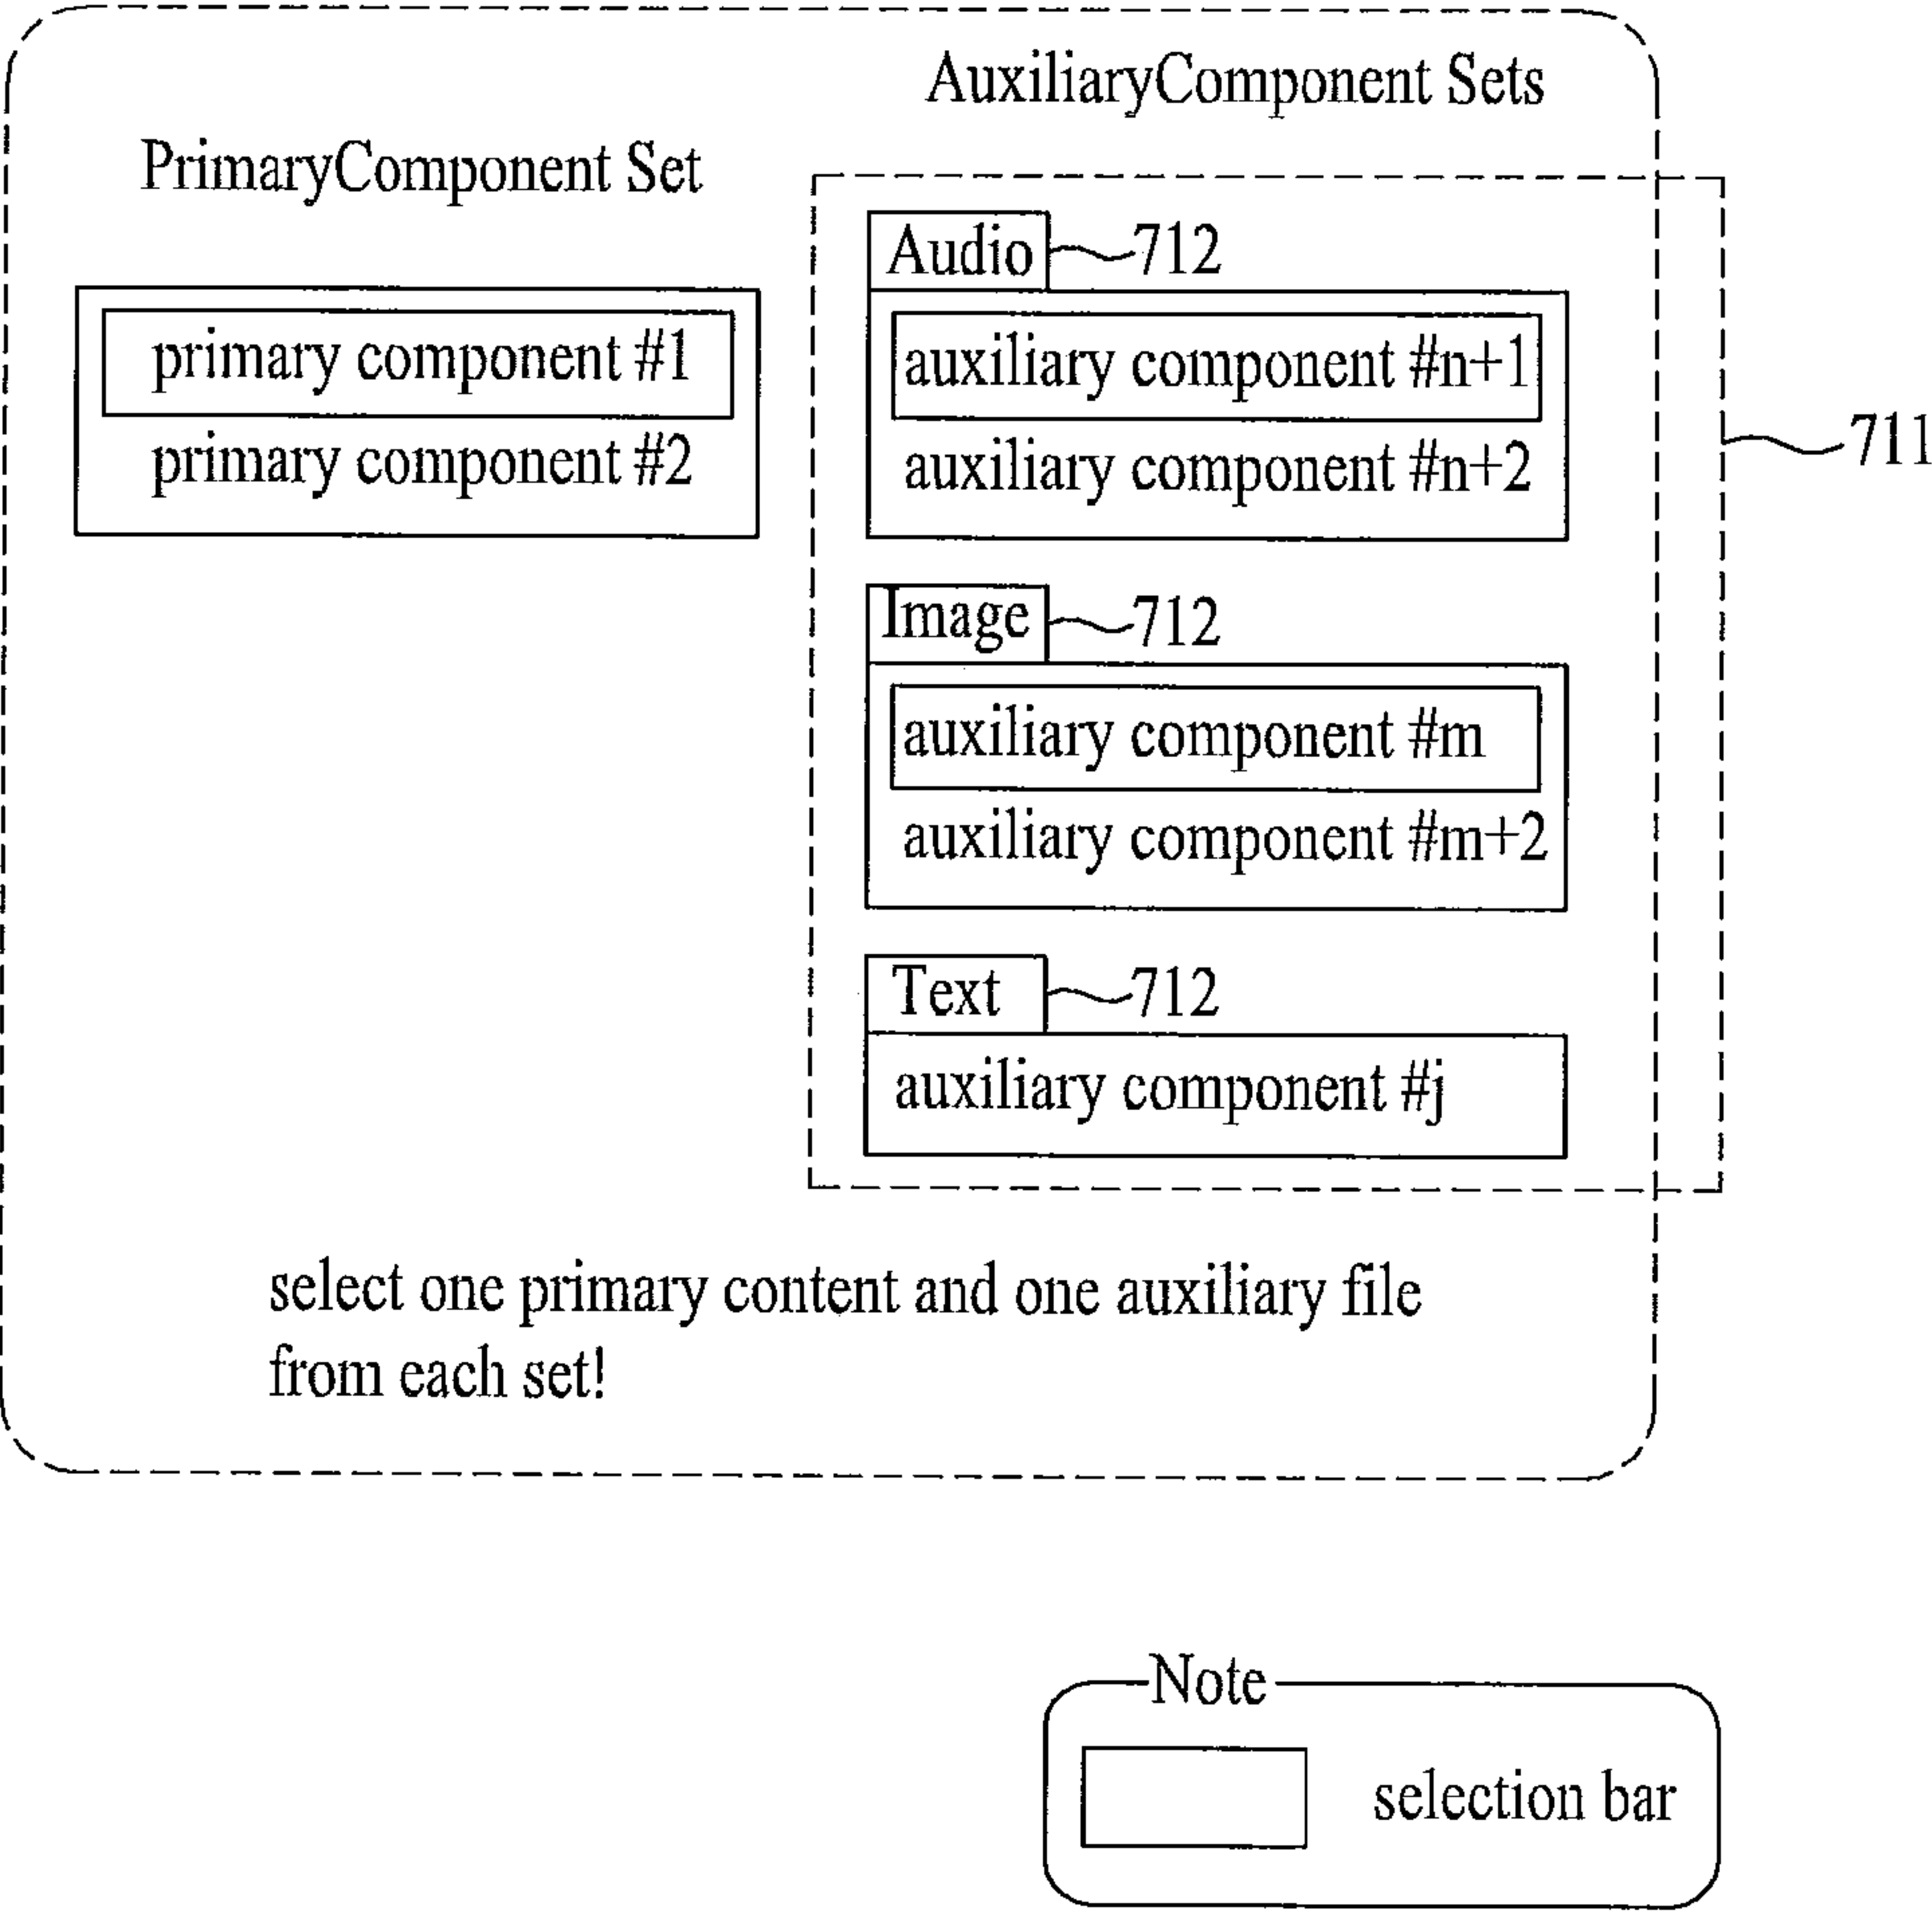 AuxiliaryComponent Sets
PrimaryComponent Set
primary component #1
primary component #2
Audio 712
auxiliary component #n+1
auxiliary component #n+2
711
Image 712
auxiliary component #m
auxiliary component #m+2
Text 712
auxiliary component #j
select one primary content and one auxiliary file
from each set!
Note
selection bar